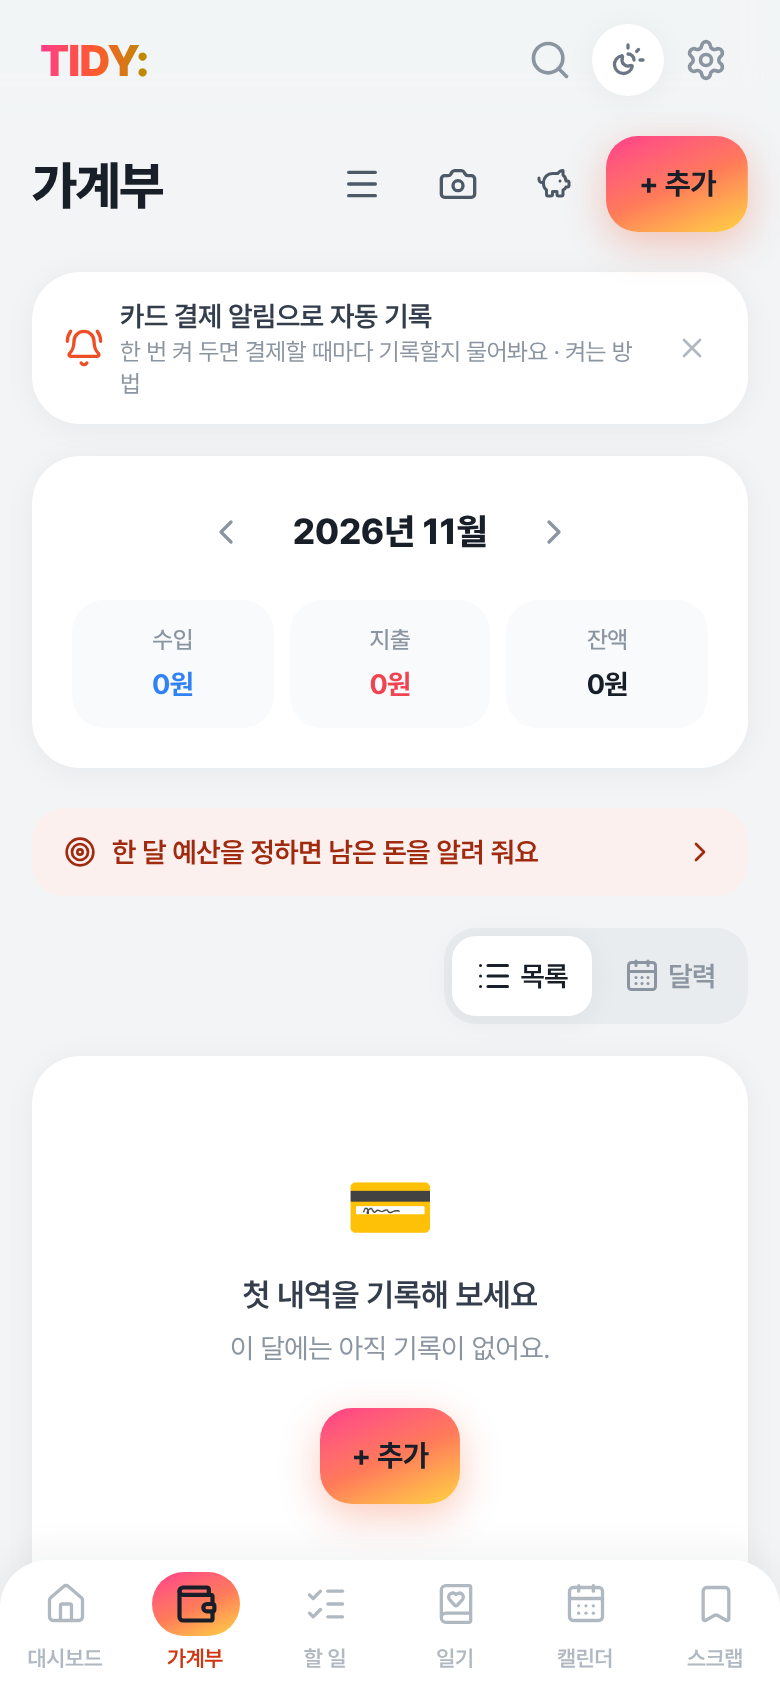 TIDY:
가계부
+ 추가
카드 결제 알림으로 자동 기록
한 번 켜 두면 결제할 때마다 기록할지 물어봐요 · 켜는 방
법
2026년 11월
수입
0원
지출
0원
잔액
0원
한 달 예산을 정하면 남은 돈을 알려 줘요
목록
달력
첫 내역을 기록해 보세요
이 달에는 아직 기록이 없어요.
+ 추가
대시보드
가계부
할 일
일기
캘린더
스크랩